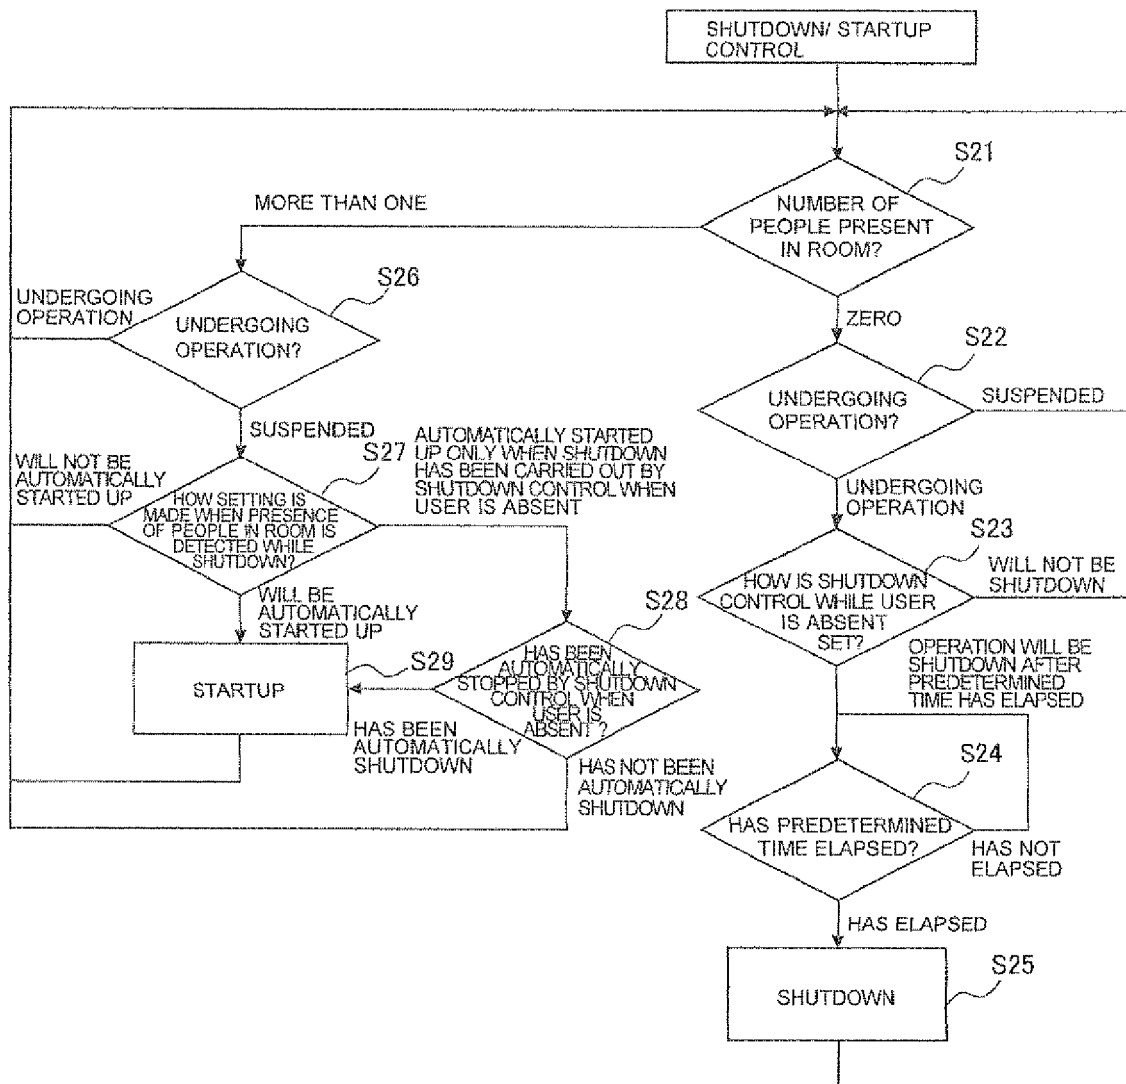 SHUTDOWN/ STARTUP
CONTROL
S21
NUMBER OF
PEOPLE PRESENT
IN ROOM?
MORE THAN ONE
S26
UNDERGOING
OPERATION
UNDERGOING
OPERATION?
ZERO
S22
UNDERGOING
OPERATION?
SUSPENDED
SUSPENDED
S27
AUTOMATICALLY STARTED
UP ONLY WHEN SHUTDOWN
HAS BEEN CARRIED OUT BY
SHUTDOWN CONTROL WHEN
USER IS ABSENT
WILL NOT BE
AUTOMATICALLY
STARTED UP
HOW SETTING IS
MADE WHEN PRESENCE
OF PEOPLE IN ROOM IS
DETECTED WHILE
SHUTDOWN?
UNDERGOING
OPERATION
S23
HOW IS SHUTDOWN
CONTROL WHILE USER
IS ABSENT
SET?
WILL NOT BE
SHUTDOWN
WILL BE
AUTOMATICALLY
STARTED UP
S28
S29
STARTUP
HAS BEEN
AUTOMATICALLY
STOPPED BY SHUTDOWN
CONTROL WHEN
USER IS
ABSENT ?
OPERATION WILL BE
SHUTDOWN AFTER
PREDETERMINED
TIME HAS ELAPSED
HAS BEEN
AUTOMATICALLY
SHUTDOWN
HAS NOT BEEN
AUTOMATICALLY
SHUTDOWN
S24
HAS PREDETERMINED
TIME ELAPSED?
HAS NOT
ELAPSED
HAS ELAPSED
S25
SHUTDOWN